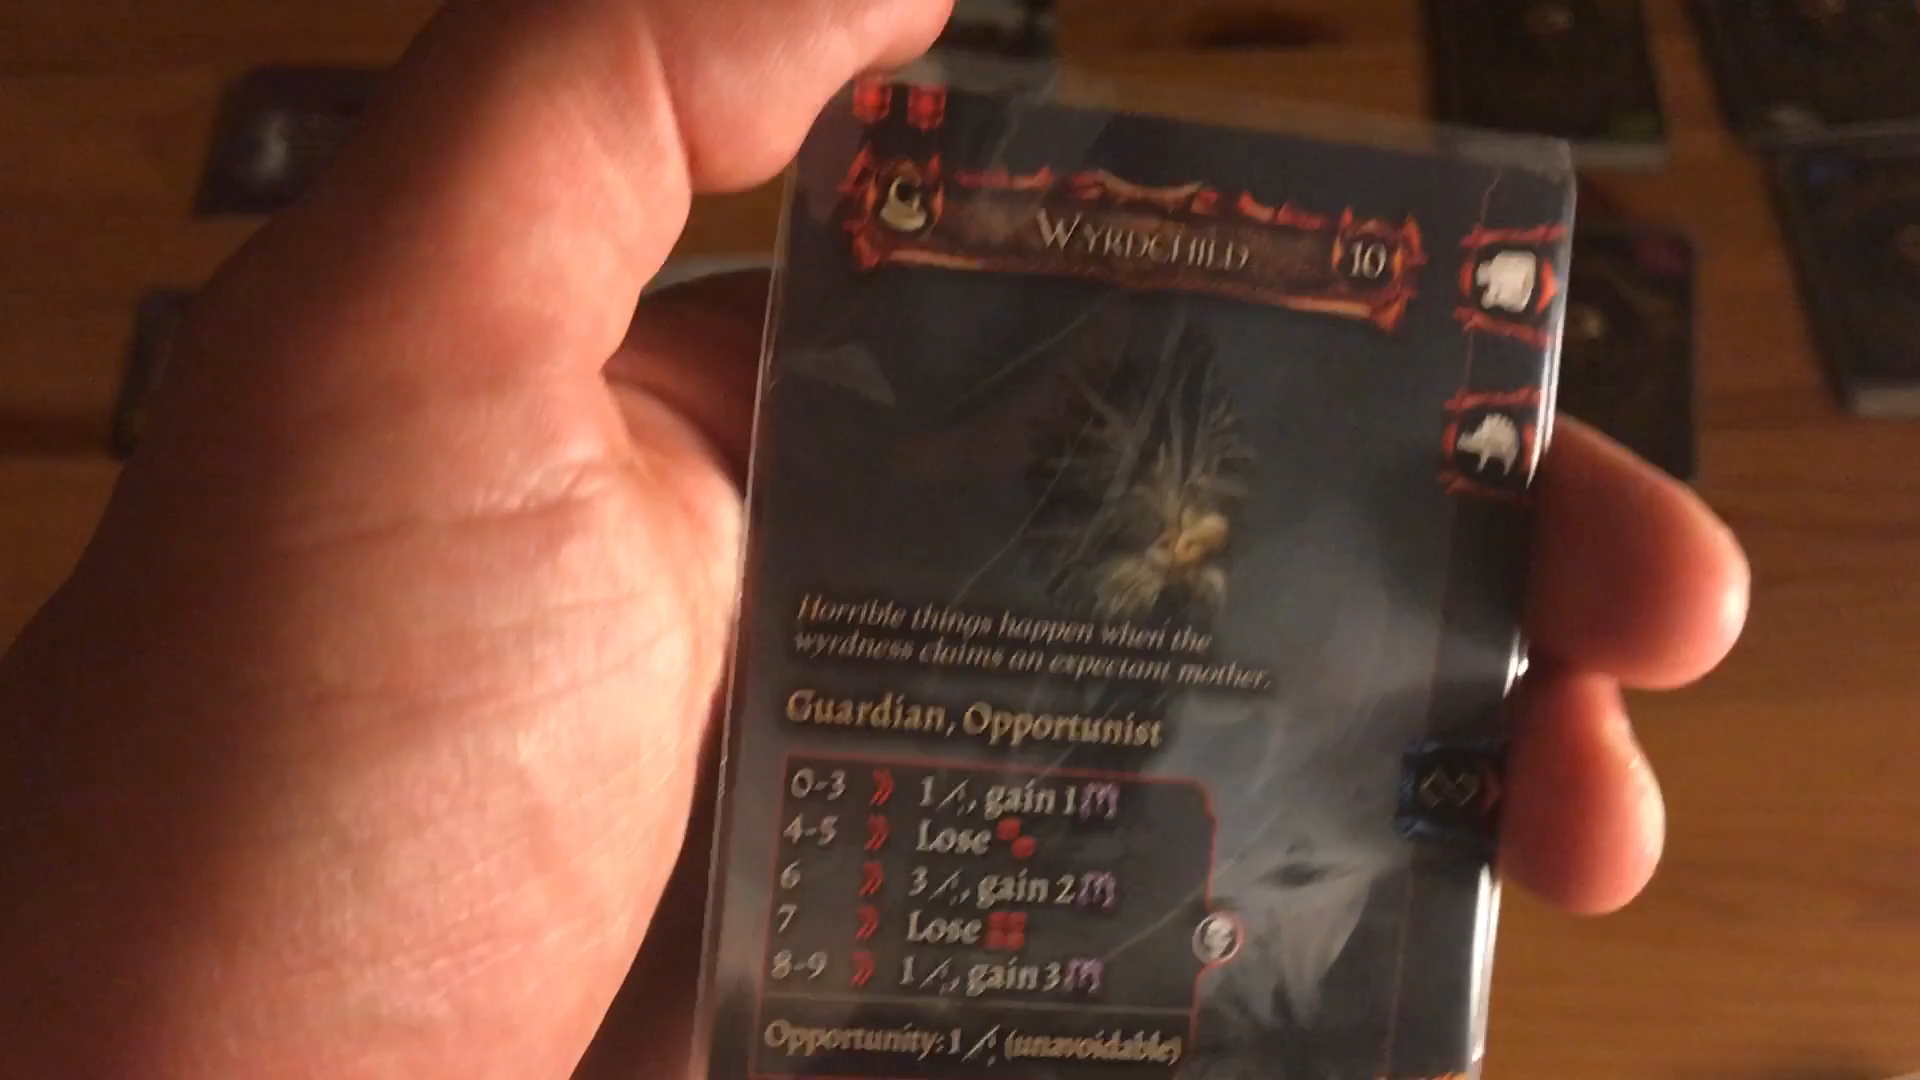 WYRDCHILD 10
Horrible things happen when the
wyrdness claims an expectant mother.
Guardian, Opportunist
0-3 1, gain 1
4-5 Lose
6 3, gain 2
7 Lose
8-9 1, gain 3
Opportunity: 1 (unavoidable)